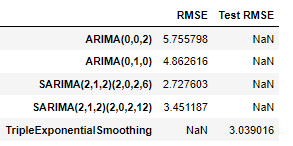 RMSE Test RMSE
ARIMA(0,0,2) 5.755798 NaN
ARIMA(0,1,0) 4.862616 NaN
SARIMA(2,1,2)(2,0,2,6) 2.727603 NaN
SARIMA(2,1,2)(2,0,2,12) 3.451187 NaN
TripleExponentialSmoothing NaN 3.039016